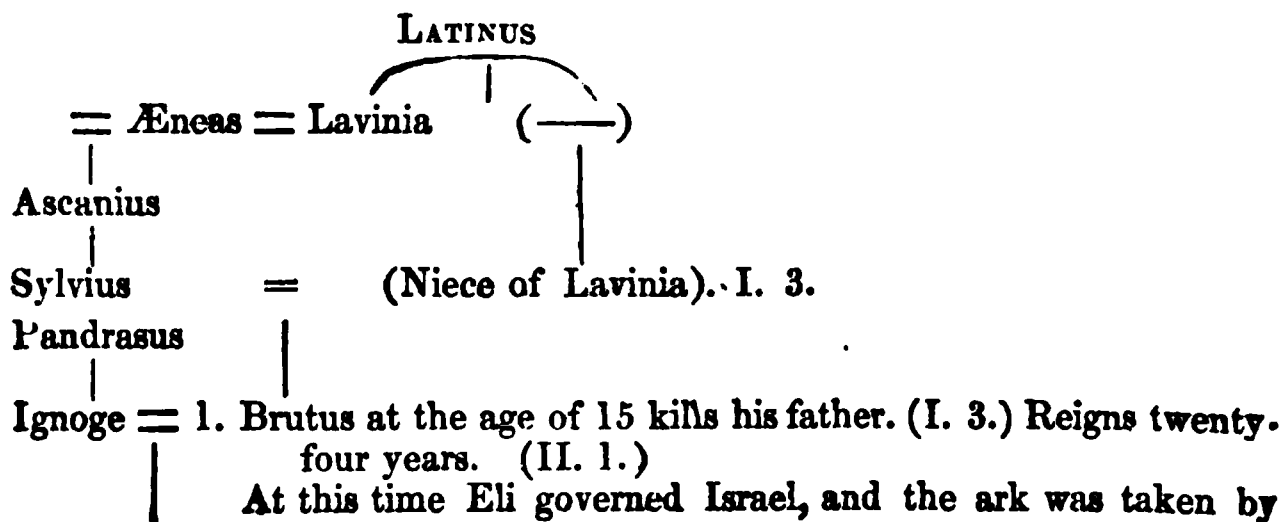 LATINUS
= Æneas = Lavinia (——)
Ascanius
Sylvius = (Niece of Lavinia). I. 3.
Pandrasus
Ignoge = 1. Brutus at the age of 15 kills his father. (I. 3.) Reigns twenty-
four years. (II. 1.)
At this time Eli governed Israel, and the ark was taken by